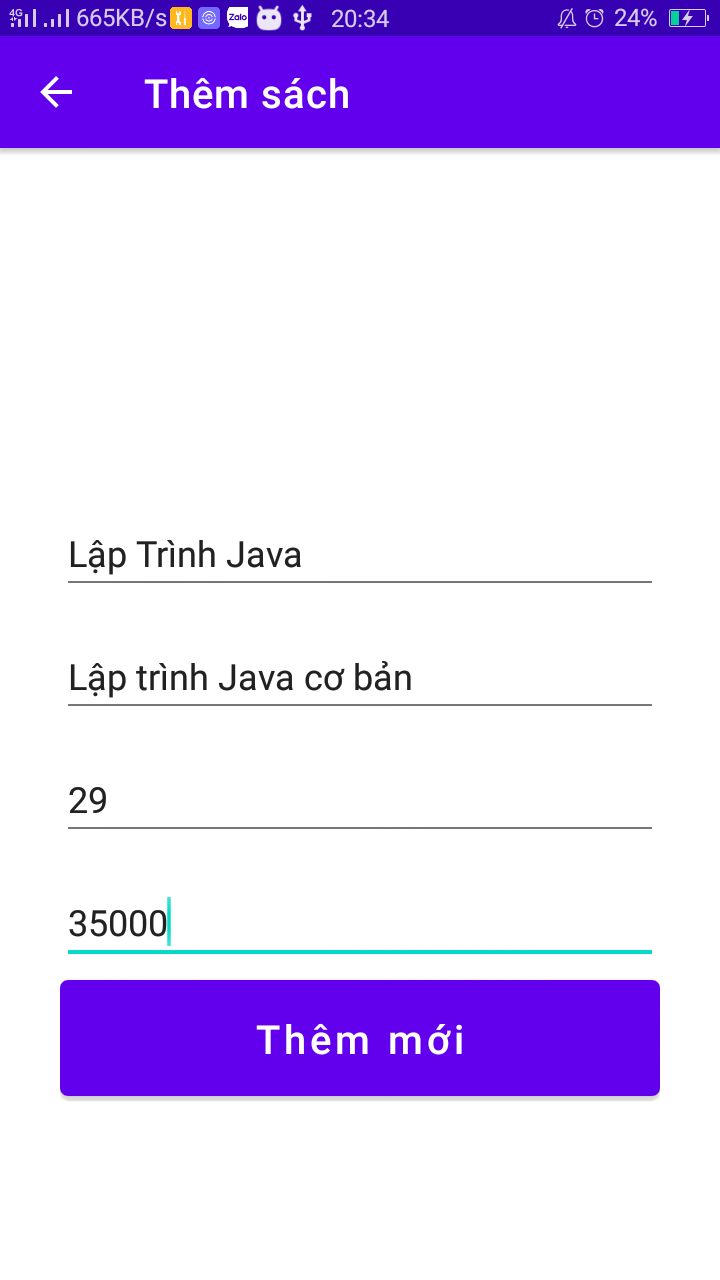 4G 665KB/s Zalo 20:34 24%
Thêm sách
Lập Trình Java
Lập trình Java cơ bản
29
35000
Thêm mới